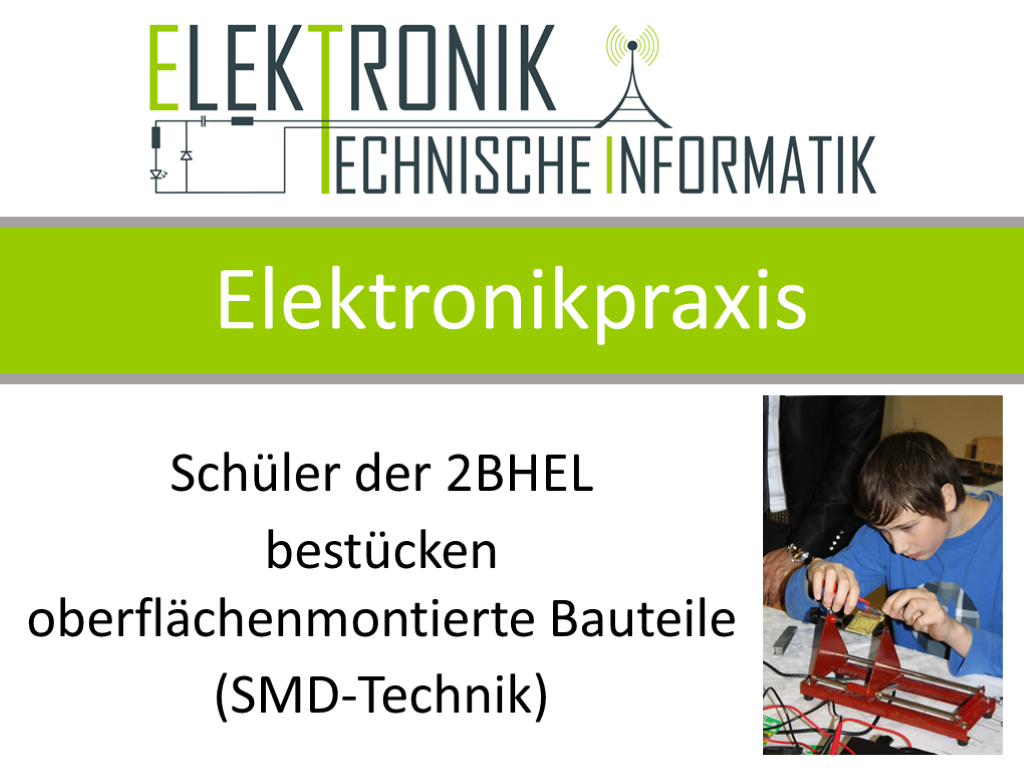 ELEKTRONIK
TECHNISCHE INFORMATIK
Elektronikpraxis
Schüler der 2BHEL
bestücken
oberflächenmontierte Bauteile
(SMD-Technik)